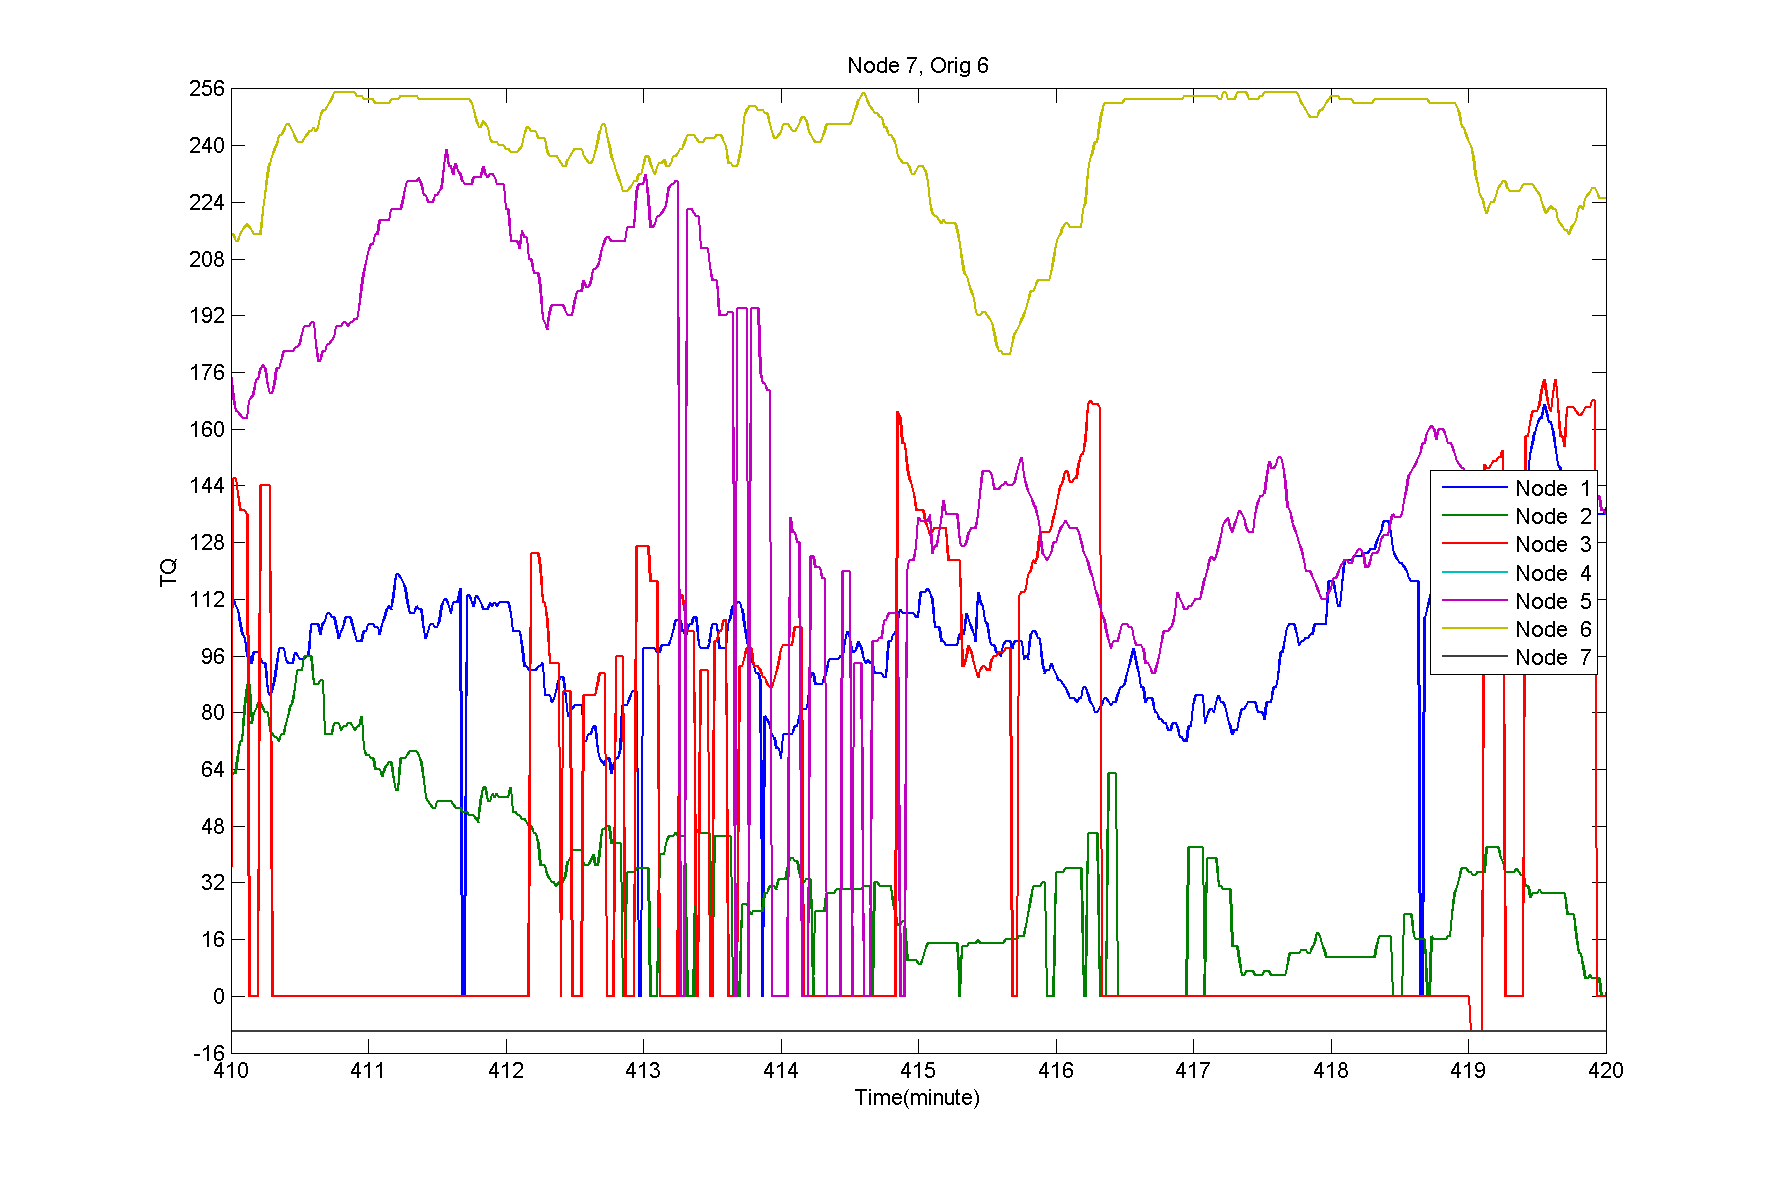 Node 7, Orig 6
256
240
224
208
192
176
160
144
128
112
96
80
64
48
32
16
0
-16
TQ
Node 1
Node 2
Node 3
Node 4
Node 5
Node 6
Node 7
410 411 412 413 414 415 416 417 418 419 420
Time(minute)